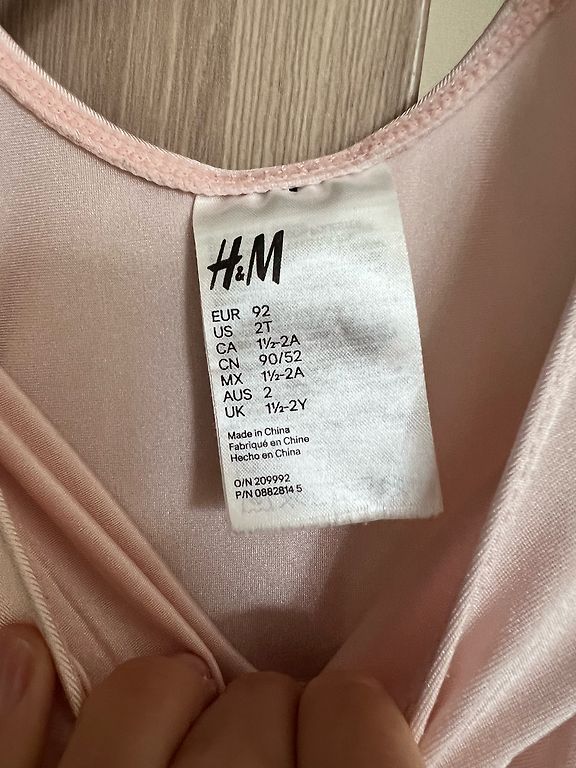 H&M
EUR 92
US 2T
CA 1½-2A
CN 90/52
MX 1½-2A
AUS 2
UK 1½-2Y
Made in China
Fabriqué en Chine
Hecho en China
O/N 209992
P/N 0882814 5